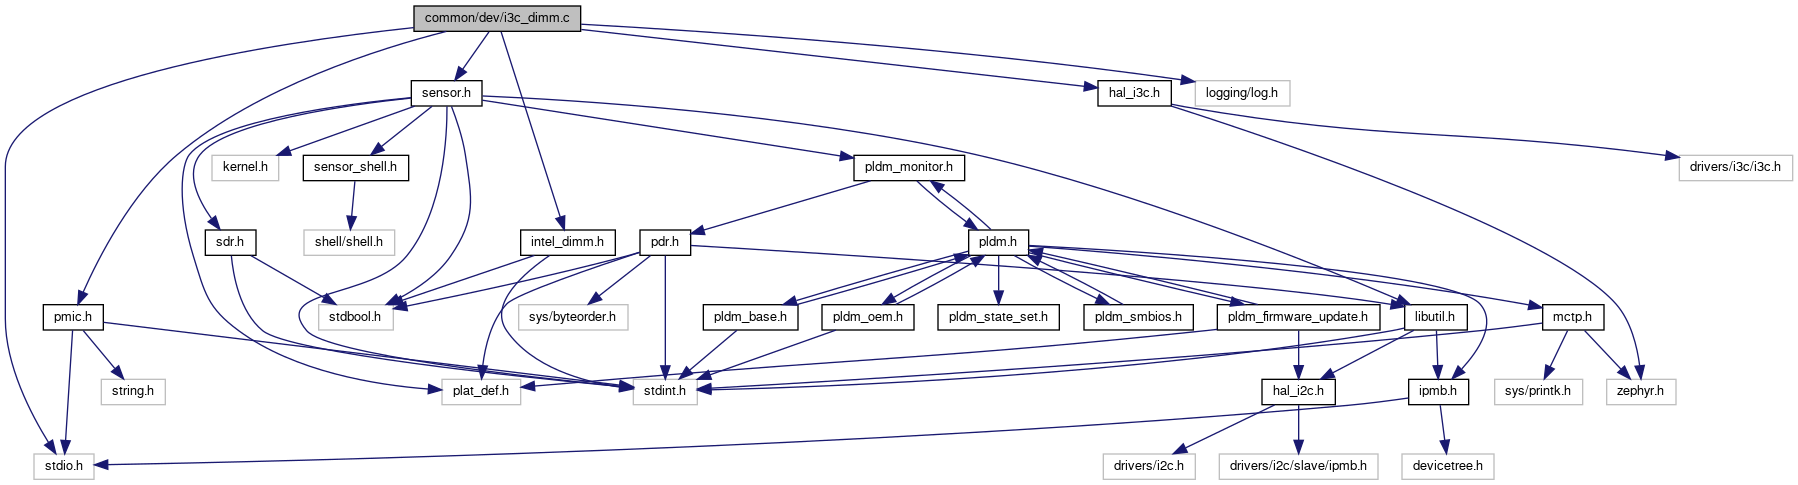 common/dev/i3c_dimm.c
sensor.h
hal_i3c.h
logging/log.h
kernel.h
sensor_shell.h
pldm_monitor.h
drivers/i3c/i3c.h
sdr.h
shell/shell.h
intel_dimm.h
pdr.h
pldm.h
pmic.h
stdbool.h
sys/byteorder.h
pldm_base.h
pldm_oem.h
pldm_state_set.h
pldm_smbios.h
pldm_firmware_update.h
libutil.h
mctp.h
string.h
plat_def.h
stdint.h
hal_i2c.h
ipmb.h
sys/printk.h
zephyr.h
stdio.h
drivers/i2c.h
drivers/i2c/slave/ipmb.h
devicetree.h